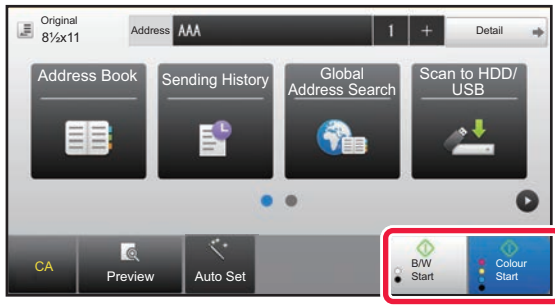 Original
8½x11
Address AAA 1 + Detail
Address Book
Sending History
Global
Address Search
Scan to HDD/
USB
CA
Preview
Auto Set
B/W
Start
Colour
Start